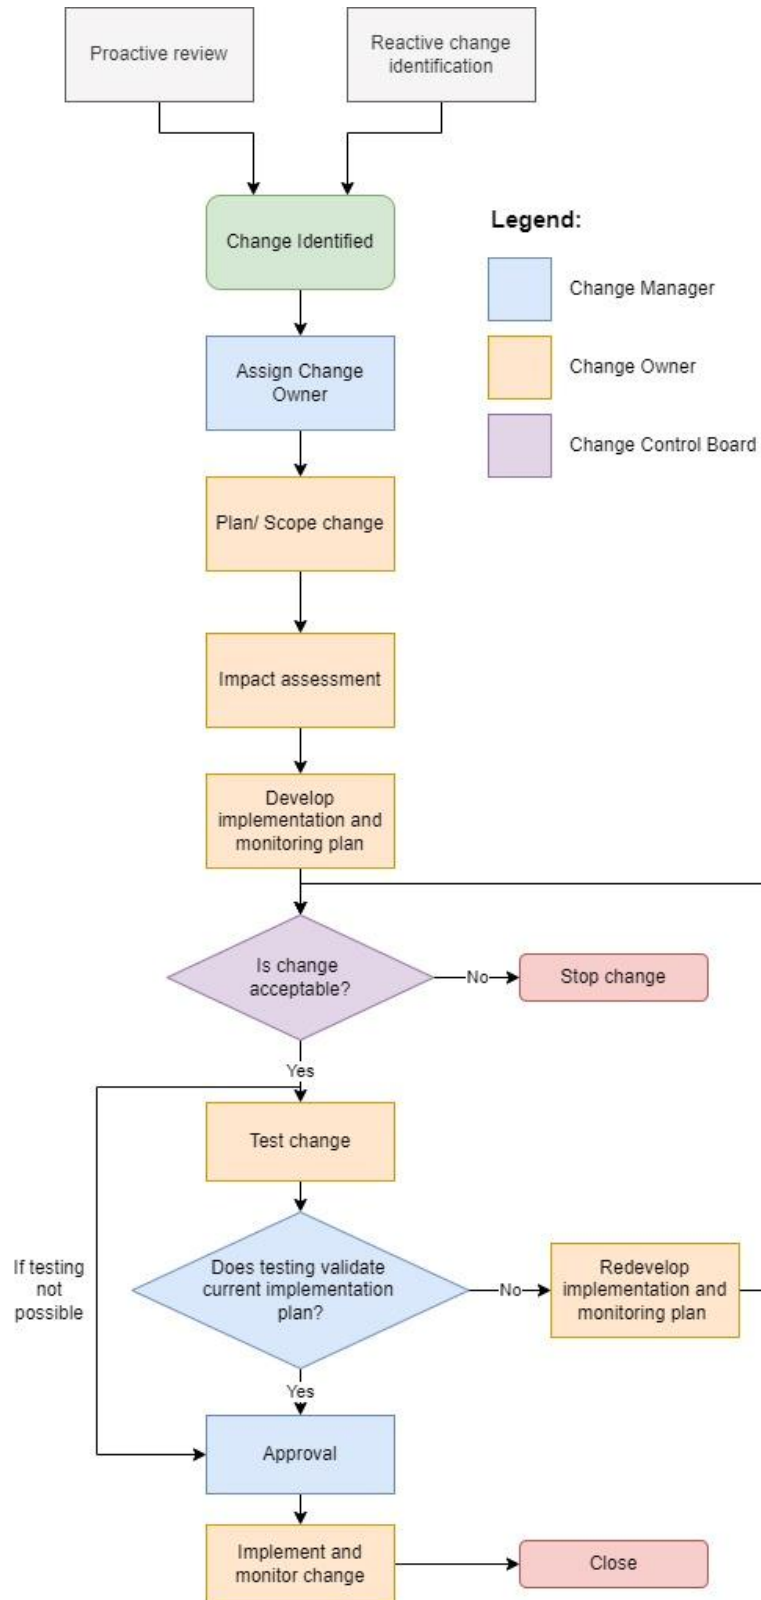 Proactive review
Reactive change
identification
Change Identified
Legend:
Change Manager
Change Owner
Change Control Board
Assign Change
Owner
Plan/ Scope change
Impact assessment
Develop
implementation and
monitoring plan
Is change
acceptable?
No
Stop change
Yes
Test change
If testing
not
possible
Does testing validate
current implementation
plan?
No
Redevelop
implementation and
monitoring plan
Yes
Approval
Implement and
monitor change
Close